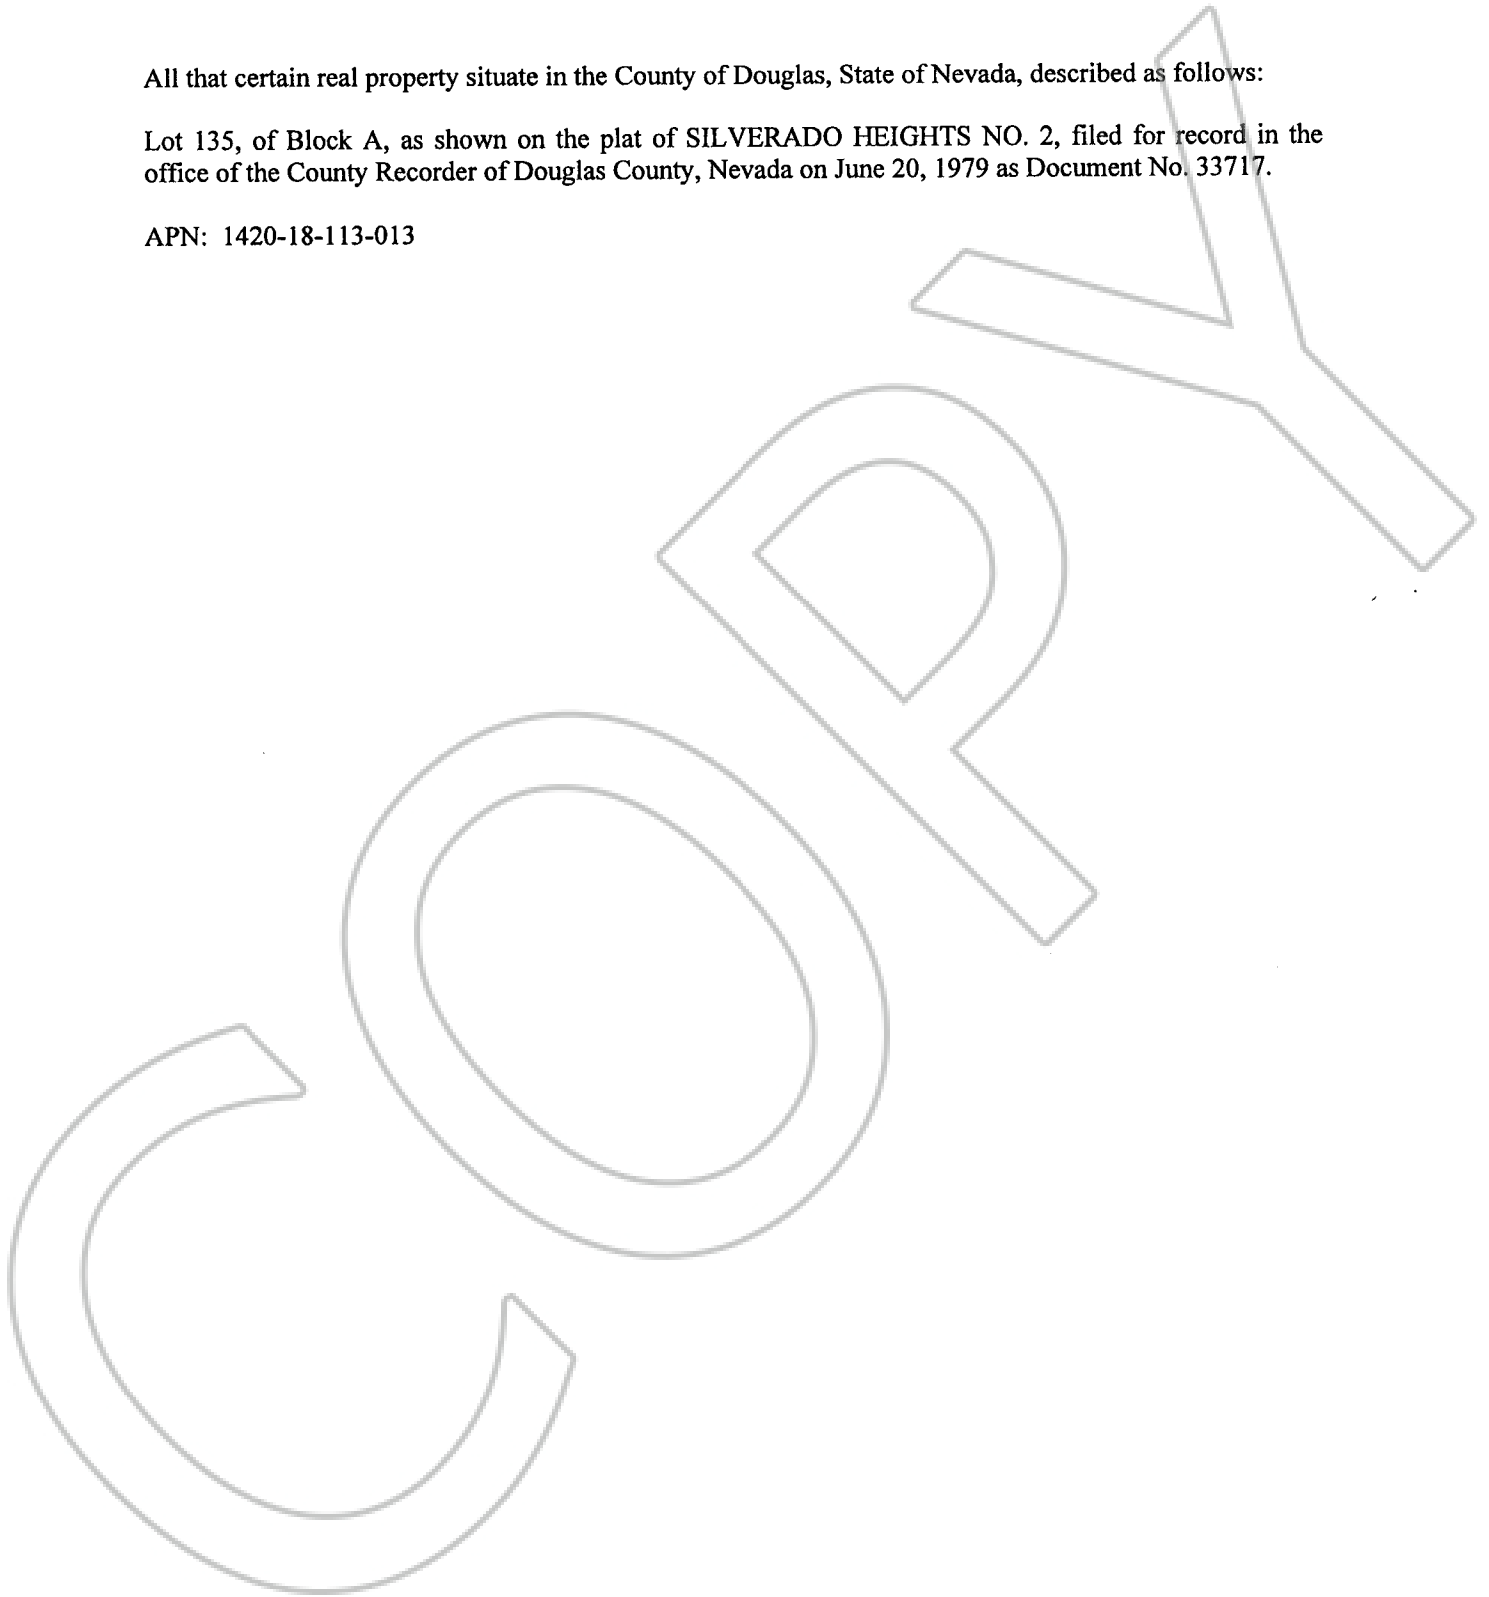 All that certain real property situate in the County of Douglas, State of Nevada, described as follows:
Lot 135, of Block A, as shown on the plat of SILVERADO HEIGHTS NO. 2, filed for record in the
office of the County Recorder of Douglas County, Nevada on June 20, 1979 as Document No. 33717.
APN: 1420-18-113-013
COPY